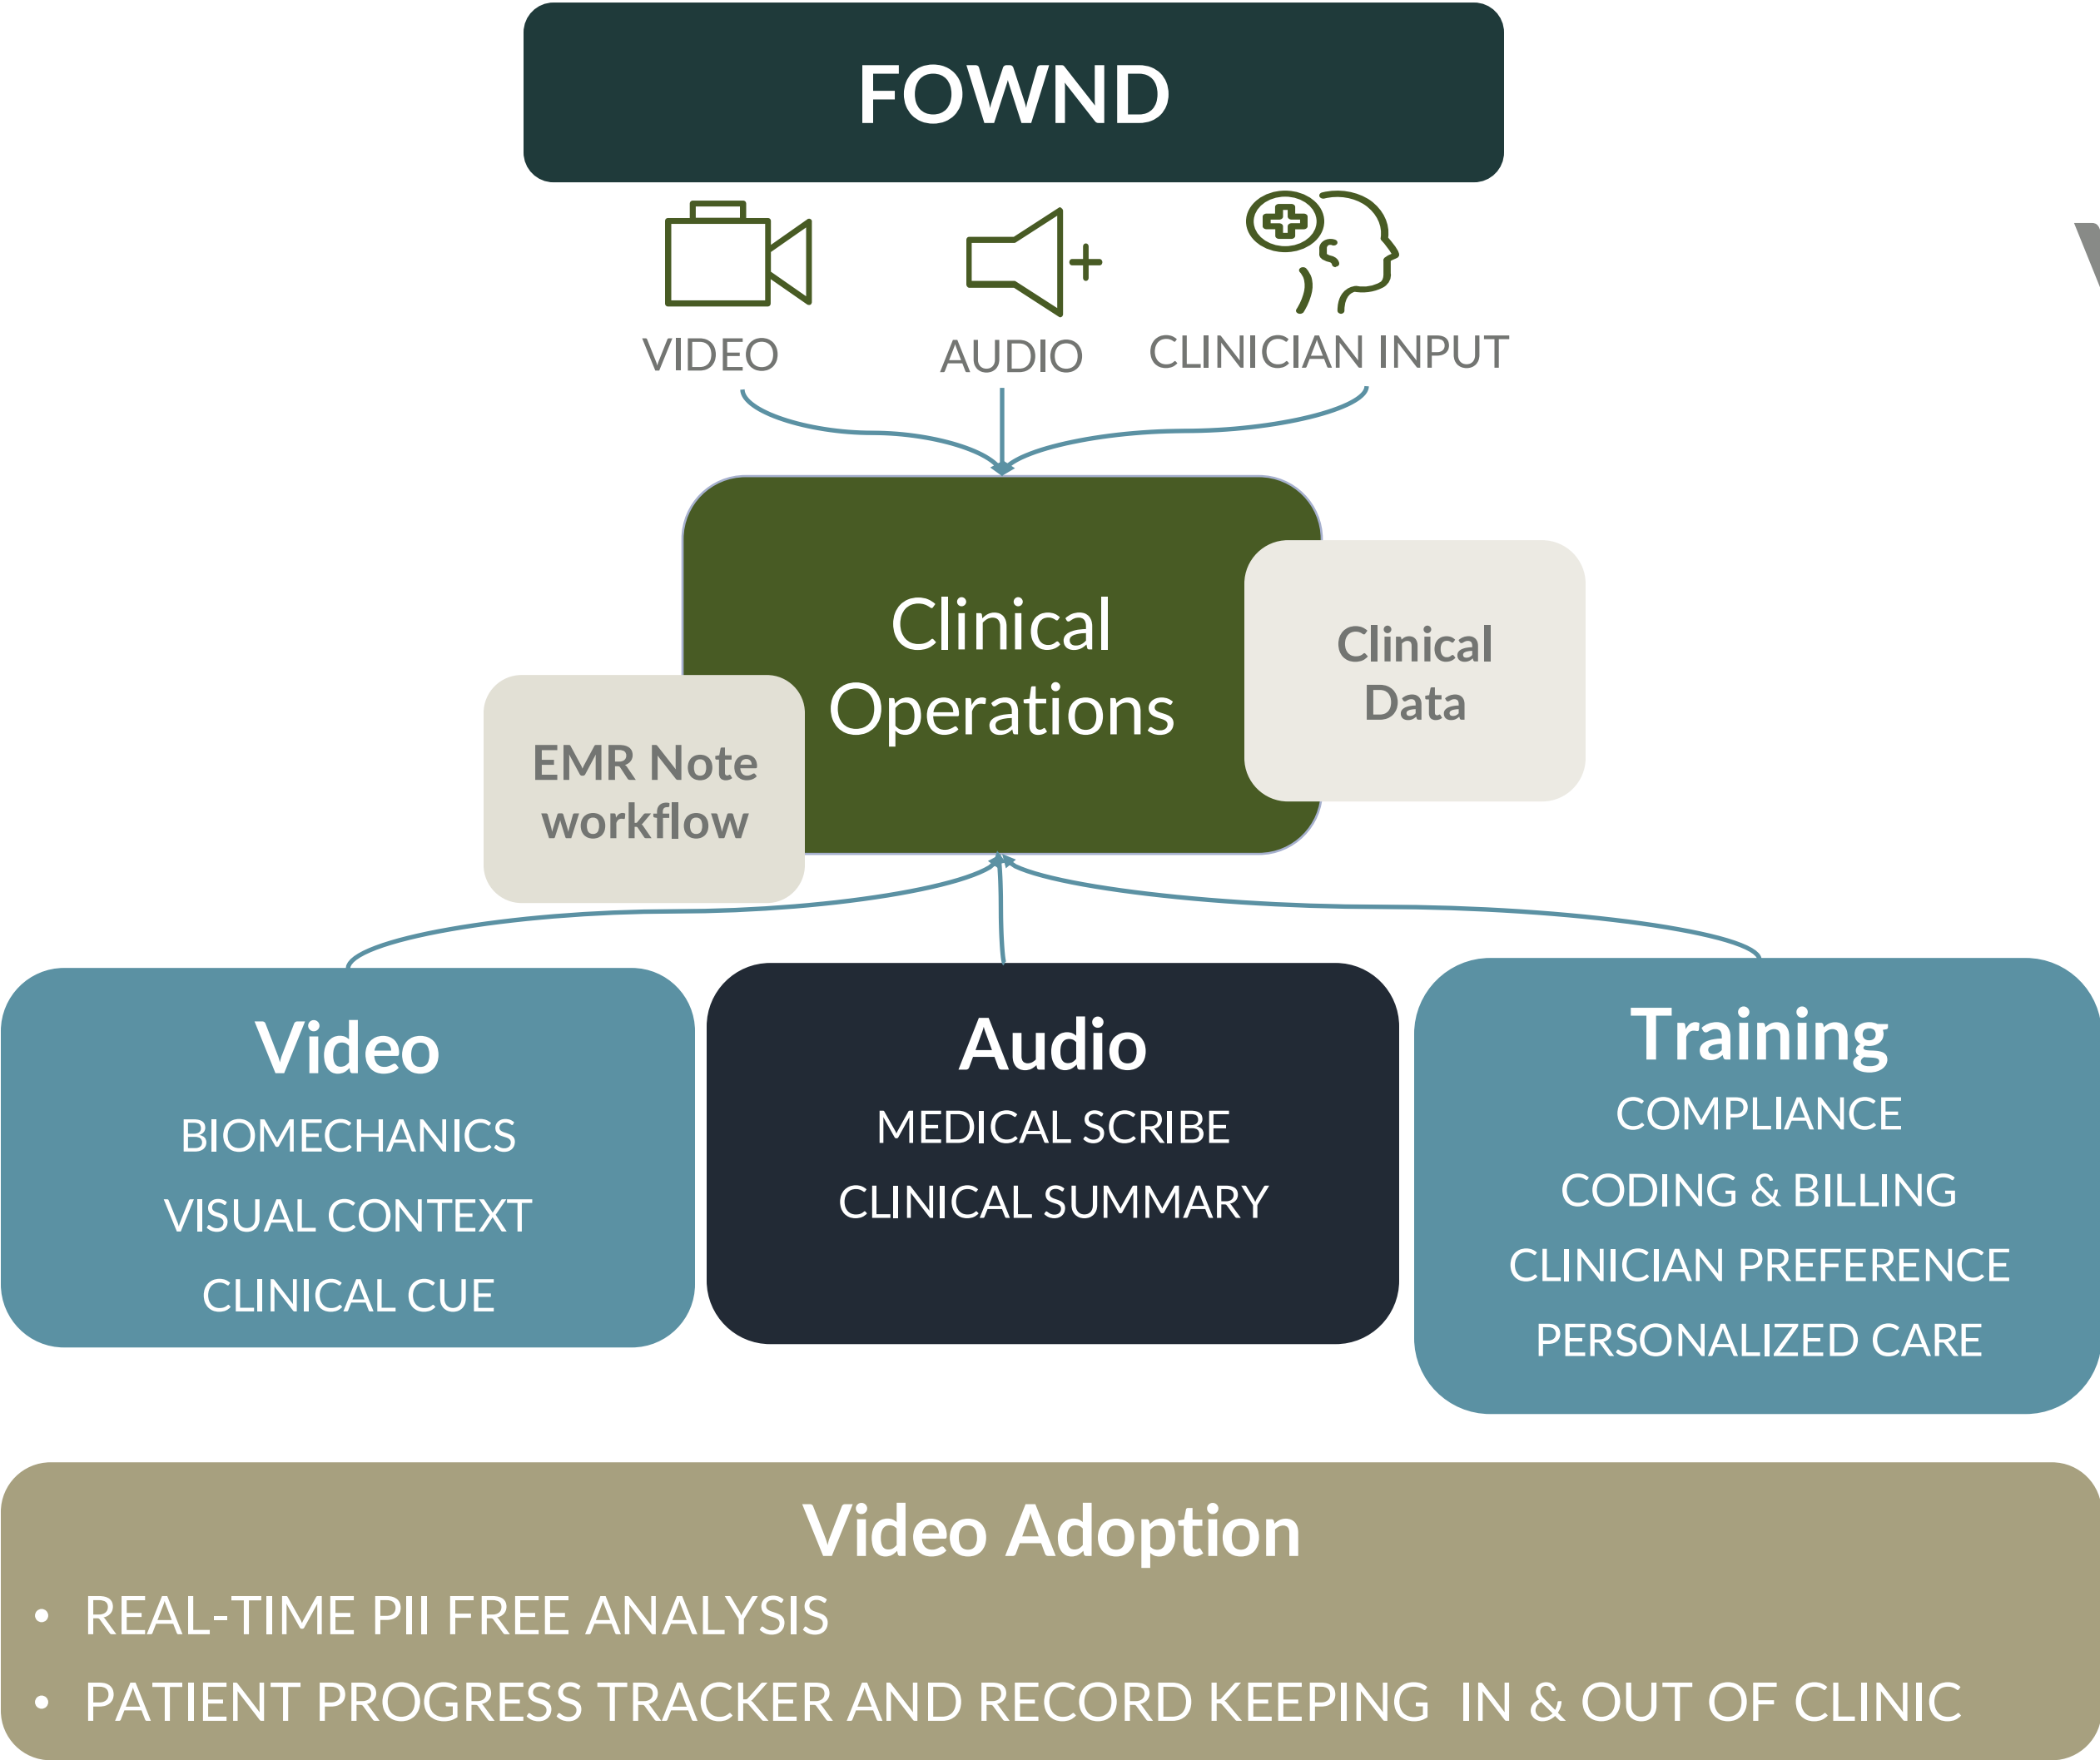 FOWND
VIDEO
AUDIO
CLINICIAN INPUT
Clinical
Operations
Clinical
Data
EMR Note
workflow
Video
BIOMECHANICS
VISUAL CONTEXT
CLINICAL CUE
Audio
MEDICAL SCRIBE
CLINICAL SUMMARY
Training
COMPLIANCE
CODING & BILLING
CLINICIAN PREFERENCE
PERSONALIZED CARE
Video Adoption
• REAL-TIME PII FREE ANALYSIS
• PATIENT PROGRESS TRACKER AND RECORD KEEPING IN& OUT OF CLINIC